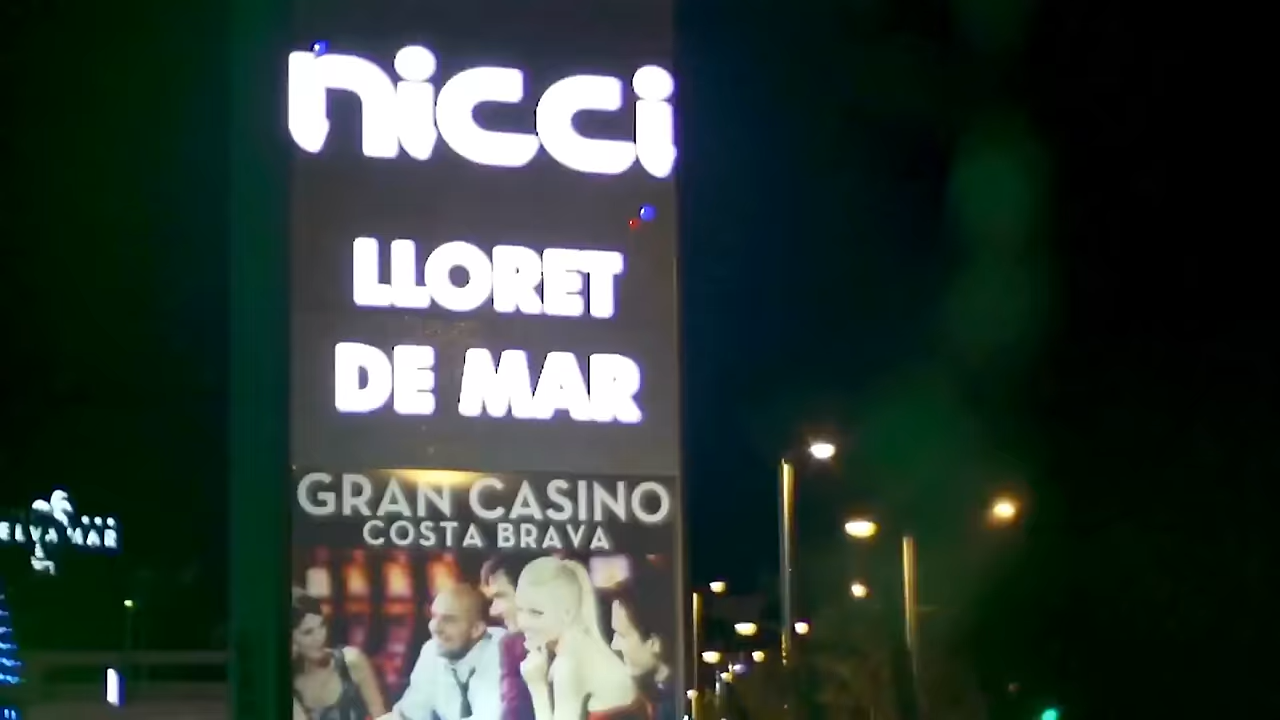 nicci
LLORET
DE MAR
GRAN CASINO
COSTA BRAVA